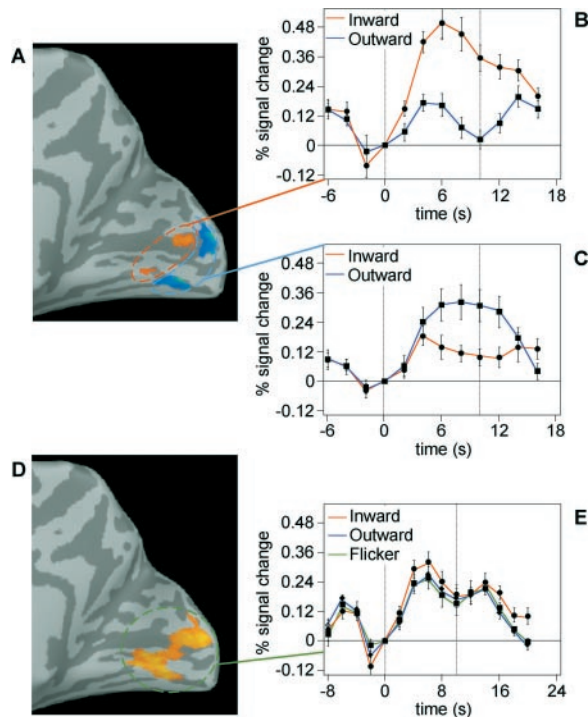 A
B
Inward
Outward
% signal change
0.48
0.36
0.24
0.12
0
-0.12
-6 -4 0 6 12 18
time (s)
C
Inward
Outward
% signal change
0.48
0.36
0.24
0.12
0
-0.12
-6 -4 0 6 12 18
time (s)
D
E
Inward
Outward
Flicker
% signal change
0.48
0.36
0.24
0.12
0
-0.12
-8 -4 0 8 16 24
time (s)